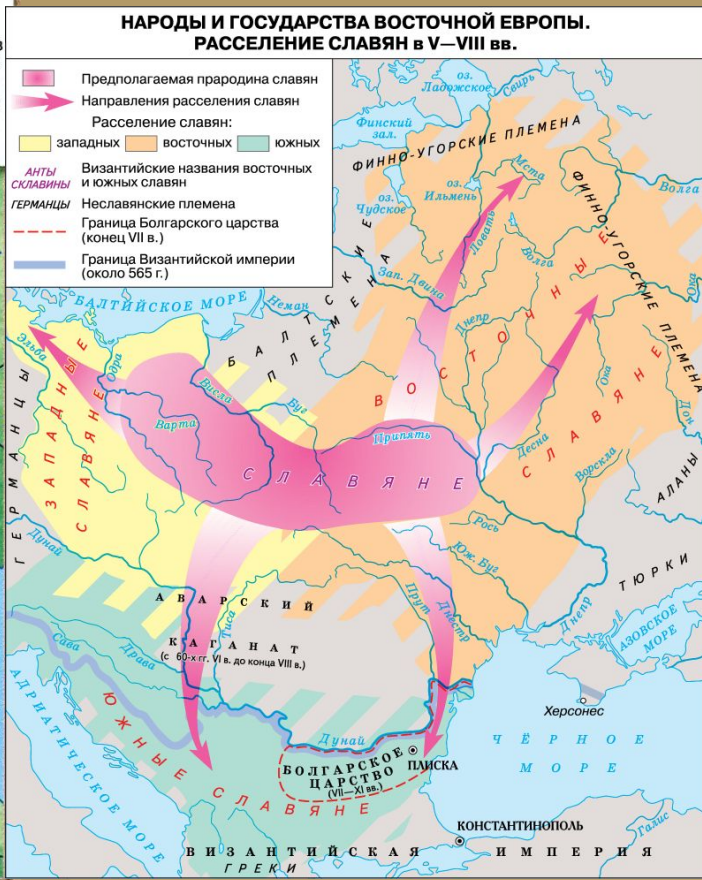 в
НАРОДЫ И ГОСУДАРСТВА ВОСТОЧНОЙ ЕВРОПЫ.
РАССЕЛЕНИЕ СЛАВЯН в V—VIII вв.
Предполагаемая прародина славян
Направления расселения славян
Расселение славян:
западных
восточных
южных
АНТЫ
СКЛАВИНЫ
Византийские названия восточных
и южных славян
ГЕРМАНЦЫ
Неславянские племена
Граница Болгарского царства
(конец VII в.)
Граница Византийской империи
(около 565 г.)
оз.
Ладожское
Свирь
Финский
зал.
ФИННО-УГОРСКИЕ ПЛЕМЕНА
оз.
Чудское
оз.
Ильмень
Мста
Волга
ФИННО-УГОРСКИЕ ПЛЕМЕНА
Ловать
Волга
Зап. Двина
Ока
БАЛТИЙСКОЕ МОРЕ
Неман
БАЛТСКИЕ
ПЛЕМЕНА
Днепр
ВОСТОЧНЫЕ
СЛАВЯНЕ
Ока
Дон
Эльба
Одра
Висла
Варта
Буг
Припять
Десна
Ворскла
ГЕРМАНЦЫ
ЗАПАДНЫЕ
СЛАВЯНЕ
СЛАВЯНЕ
АЛАНЫ
Рось
Юж. Буг
Дунай
ТЮРКИ
Прут
Днестр
Днепр
АЗОВСКОЕ
МОРЕ
АВАРСКИЙ
КАГАНАТ
(с 60-х гг. VI в. до конца VIII в.)
Тиса
Сава
Драва
АДРИАТИЧЕСКОЕ МОРЕ
ЮЖНЫЕ СЛАВЯНЕ
Дунай
БОЛГАРСКОЕ
ЦАРСТВО
(VII—XI вв.)
ПЛИСКА
Херсонес
ЧЁРНОЕ
МОРЕ
КОНСТАНТИНОПОЛЬ
Галис
ВИЗАНТИЙСКАЯ ИМПЕРИЯ
ГРЕКИ